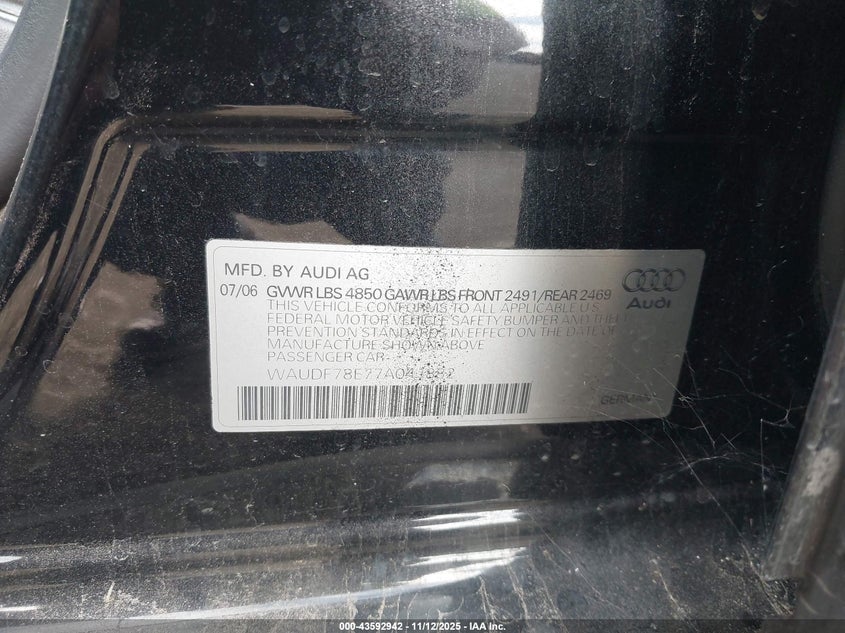 MFD. BY AUDI AG
07/06 GVWR LBS 4850 GAWR LBS FRONT 2491/REAR 2469
THIS VEHICLE CONFORMS TO ALL APPLICABLE U.S.
FEDERAL MOTOR VEHICLE SAFETY BUMPER AND THEFT
PREVENTION STANDARDS IN EFFECT ON THE DATE OF
MANUFACTURE SHOWN ABOVE
PASSENGER CAR
GERMANY
Audi
000-43592942 - 11/12/2025 - IAA Inc.